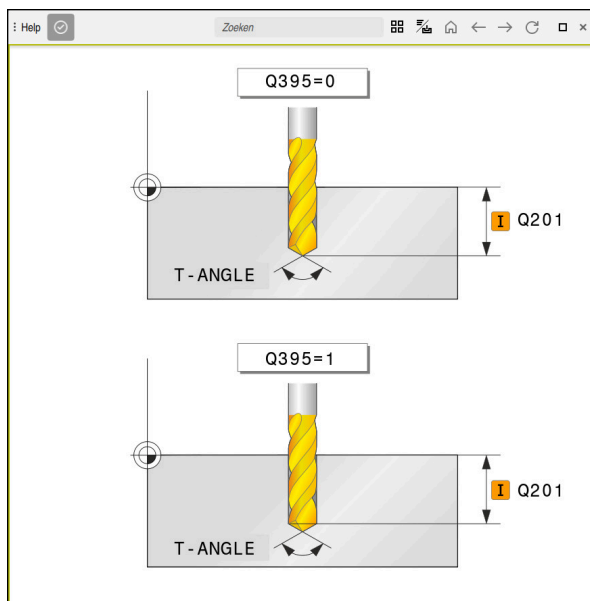 Help
Zoeken
Q395=0
I Q201
T-ANGLE
Q395=1
I Q201
T-ANGLE